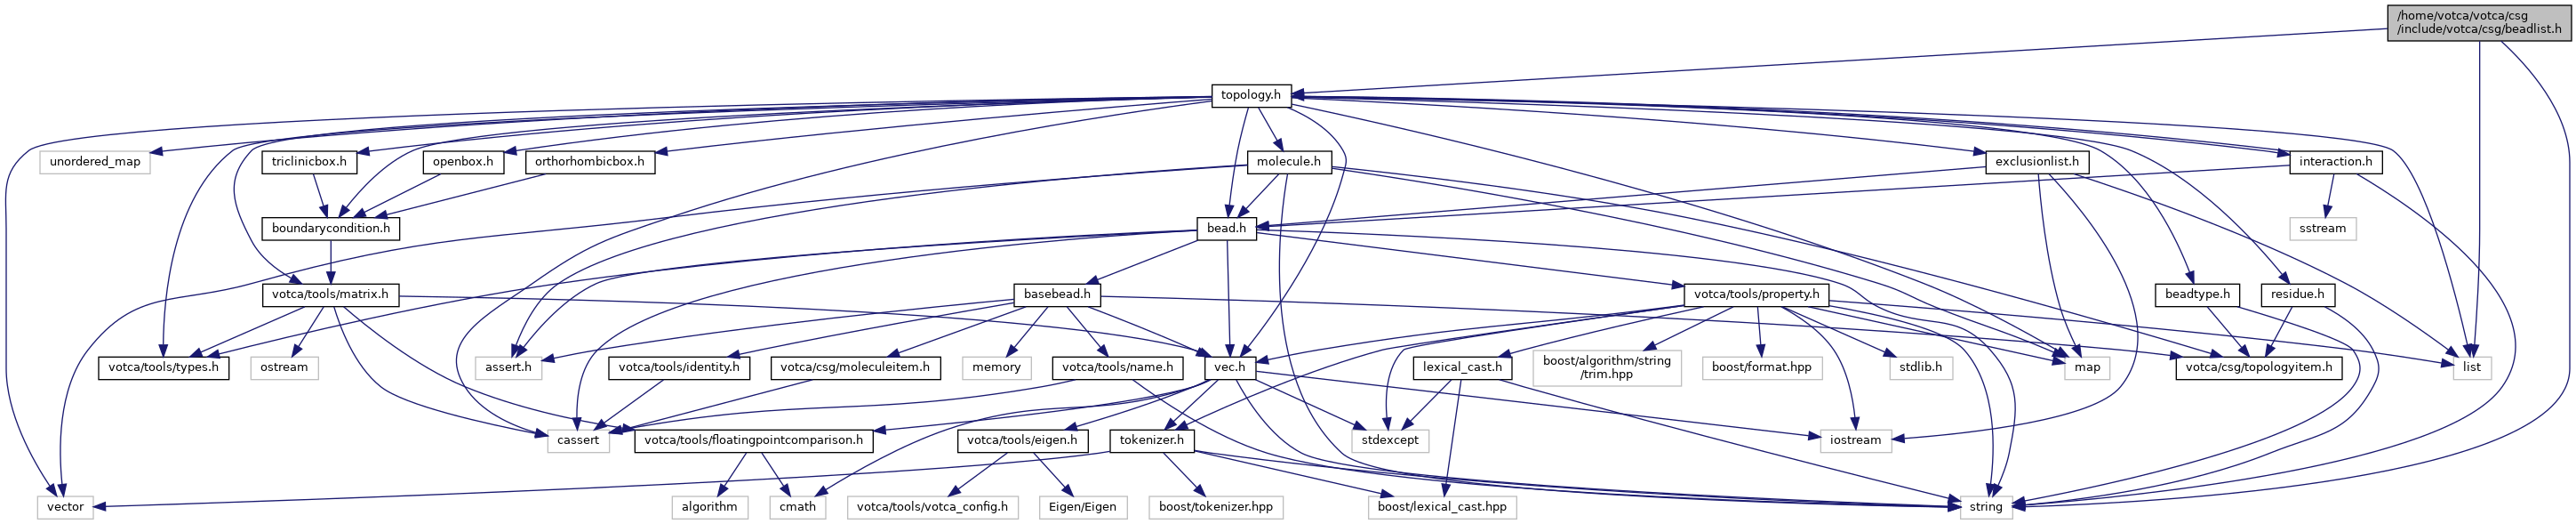 /home/votca/votca/csg
/include/votca/csg/beadlist.h
topology.h
unordered_map
triclinicbox.h
openbox.h
orthorhombicbox.h
molecule.h
exclusionlist.h
interaction.h
boundarycondition.h
bead.h
sstream
votca/tools/matrix.h
basebead.h
votca/tools/property.h
beadtype.h
residue.h
votca/tools/types.h
ostream
assert.h
votca/tools/identity.h
votca/csg/moleculeitem.h
memory
votca/tools/name.h
vec.h
lexical_cast.h
boost/algorithm/string
/trim.hpp
boost/format.hpp
stdlib.h
map
votca/csg/topologyitem.h
list
cassert
votca/tools/floatingpointcomparison.h
votca/tools/eigen.h
tokenizer.h
stdexcept
iostream
vector
algorithm
cmath
votca/tools/votca_config.h
Eigen/Eigen
boost/tokenizer.hpp
boost/lexical_cast.hpp
string